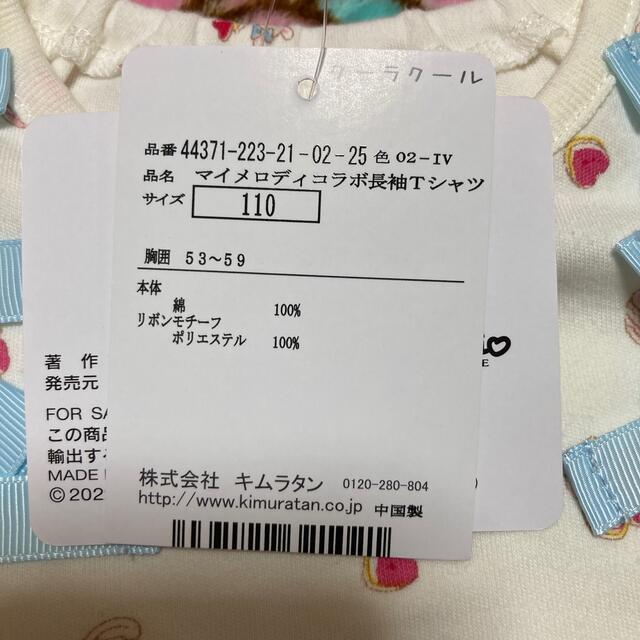 クーラクール
品番 44371-223-21-02-25 色 02-IV
品名 マイメロディコラボ長袖Tシャツ
サイズ 110
胸囲 53〜59
本体
綿 100%
リボンモチーフ
ポリエステル 100%
株式会社 キムラタン 0120-280-804
http://www.kimuratan.co.jp 中国製
著 作
発売元
FOR SA
この商品
輸出する
MADE
© 202
E